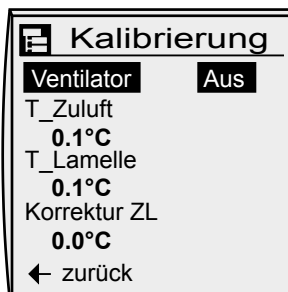 Kalibrierung
Ventilator Aus
T_Zuluft
0.1°C
T_Lamelle
0.1°C
Korrektur ZL
0.0°C
← zurück